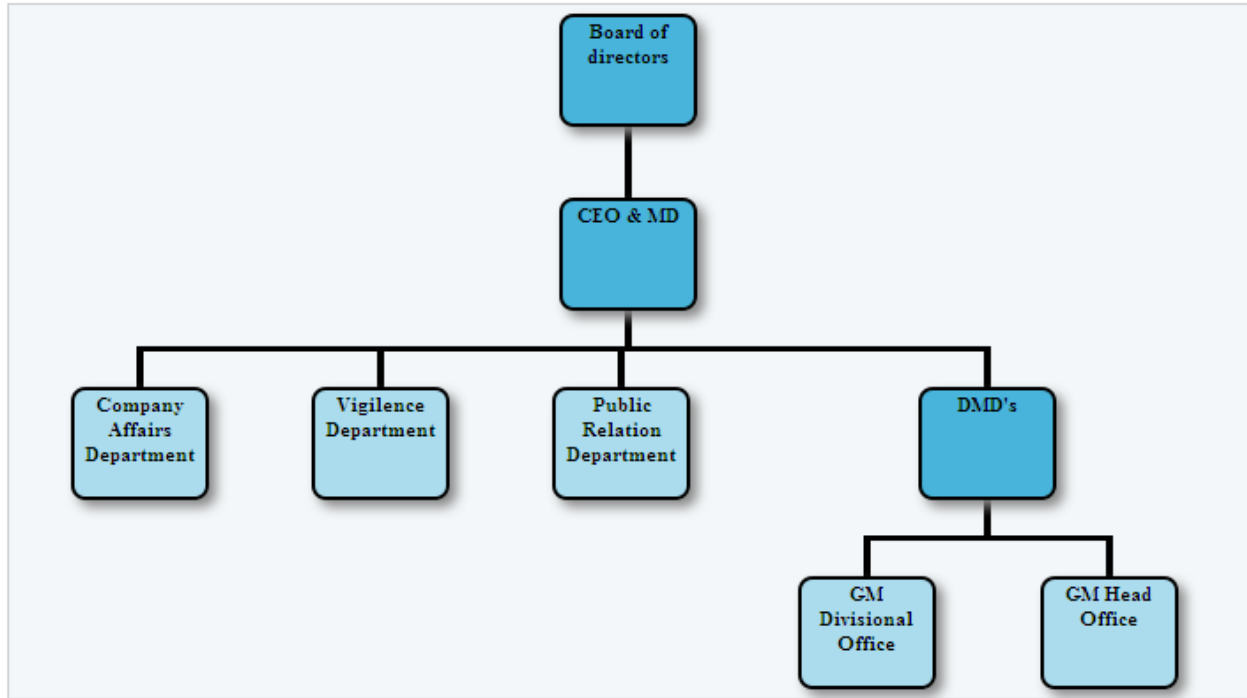 Board of
directors
CEO & MD
Company
Affairs
Department
Vigilence
Department
Public
Relation
Department
DMD's
GM
Divisional
Office
GM Head
Office